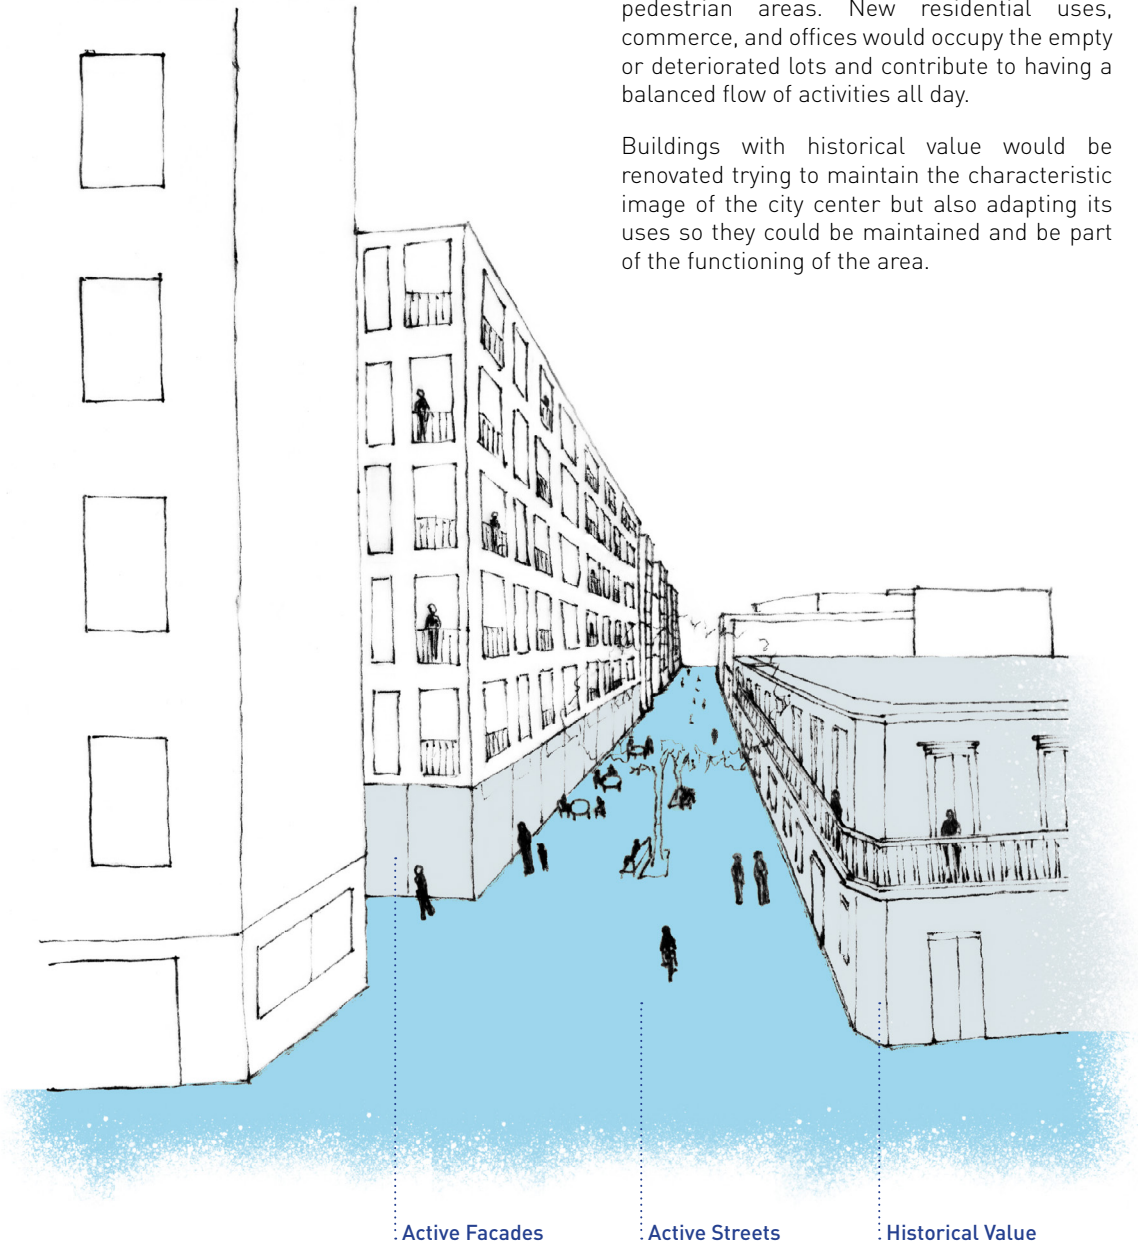 pedestrian areas. New residential uses,
commerce, and offices would occupy the empty
or deteriorated lots and contribute to having a
balanced flow of activities all day.
Buildings with historical value would be
renovated trying to maintain the characteristic
image of the city center but also adapting its
uses so they could be maintained and be part
of the functioning of the area.
Active Facades
Active Streets
Historical Value